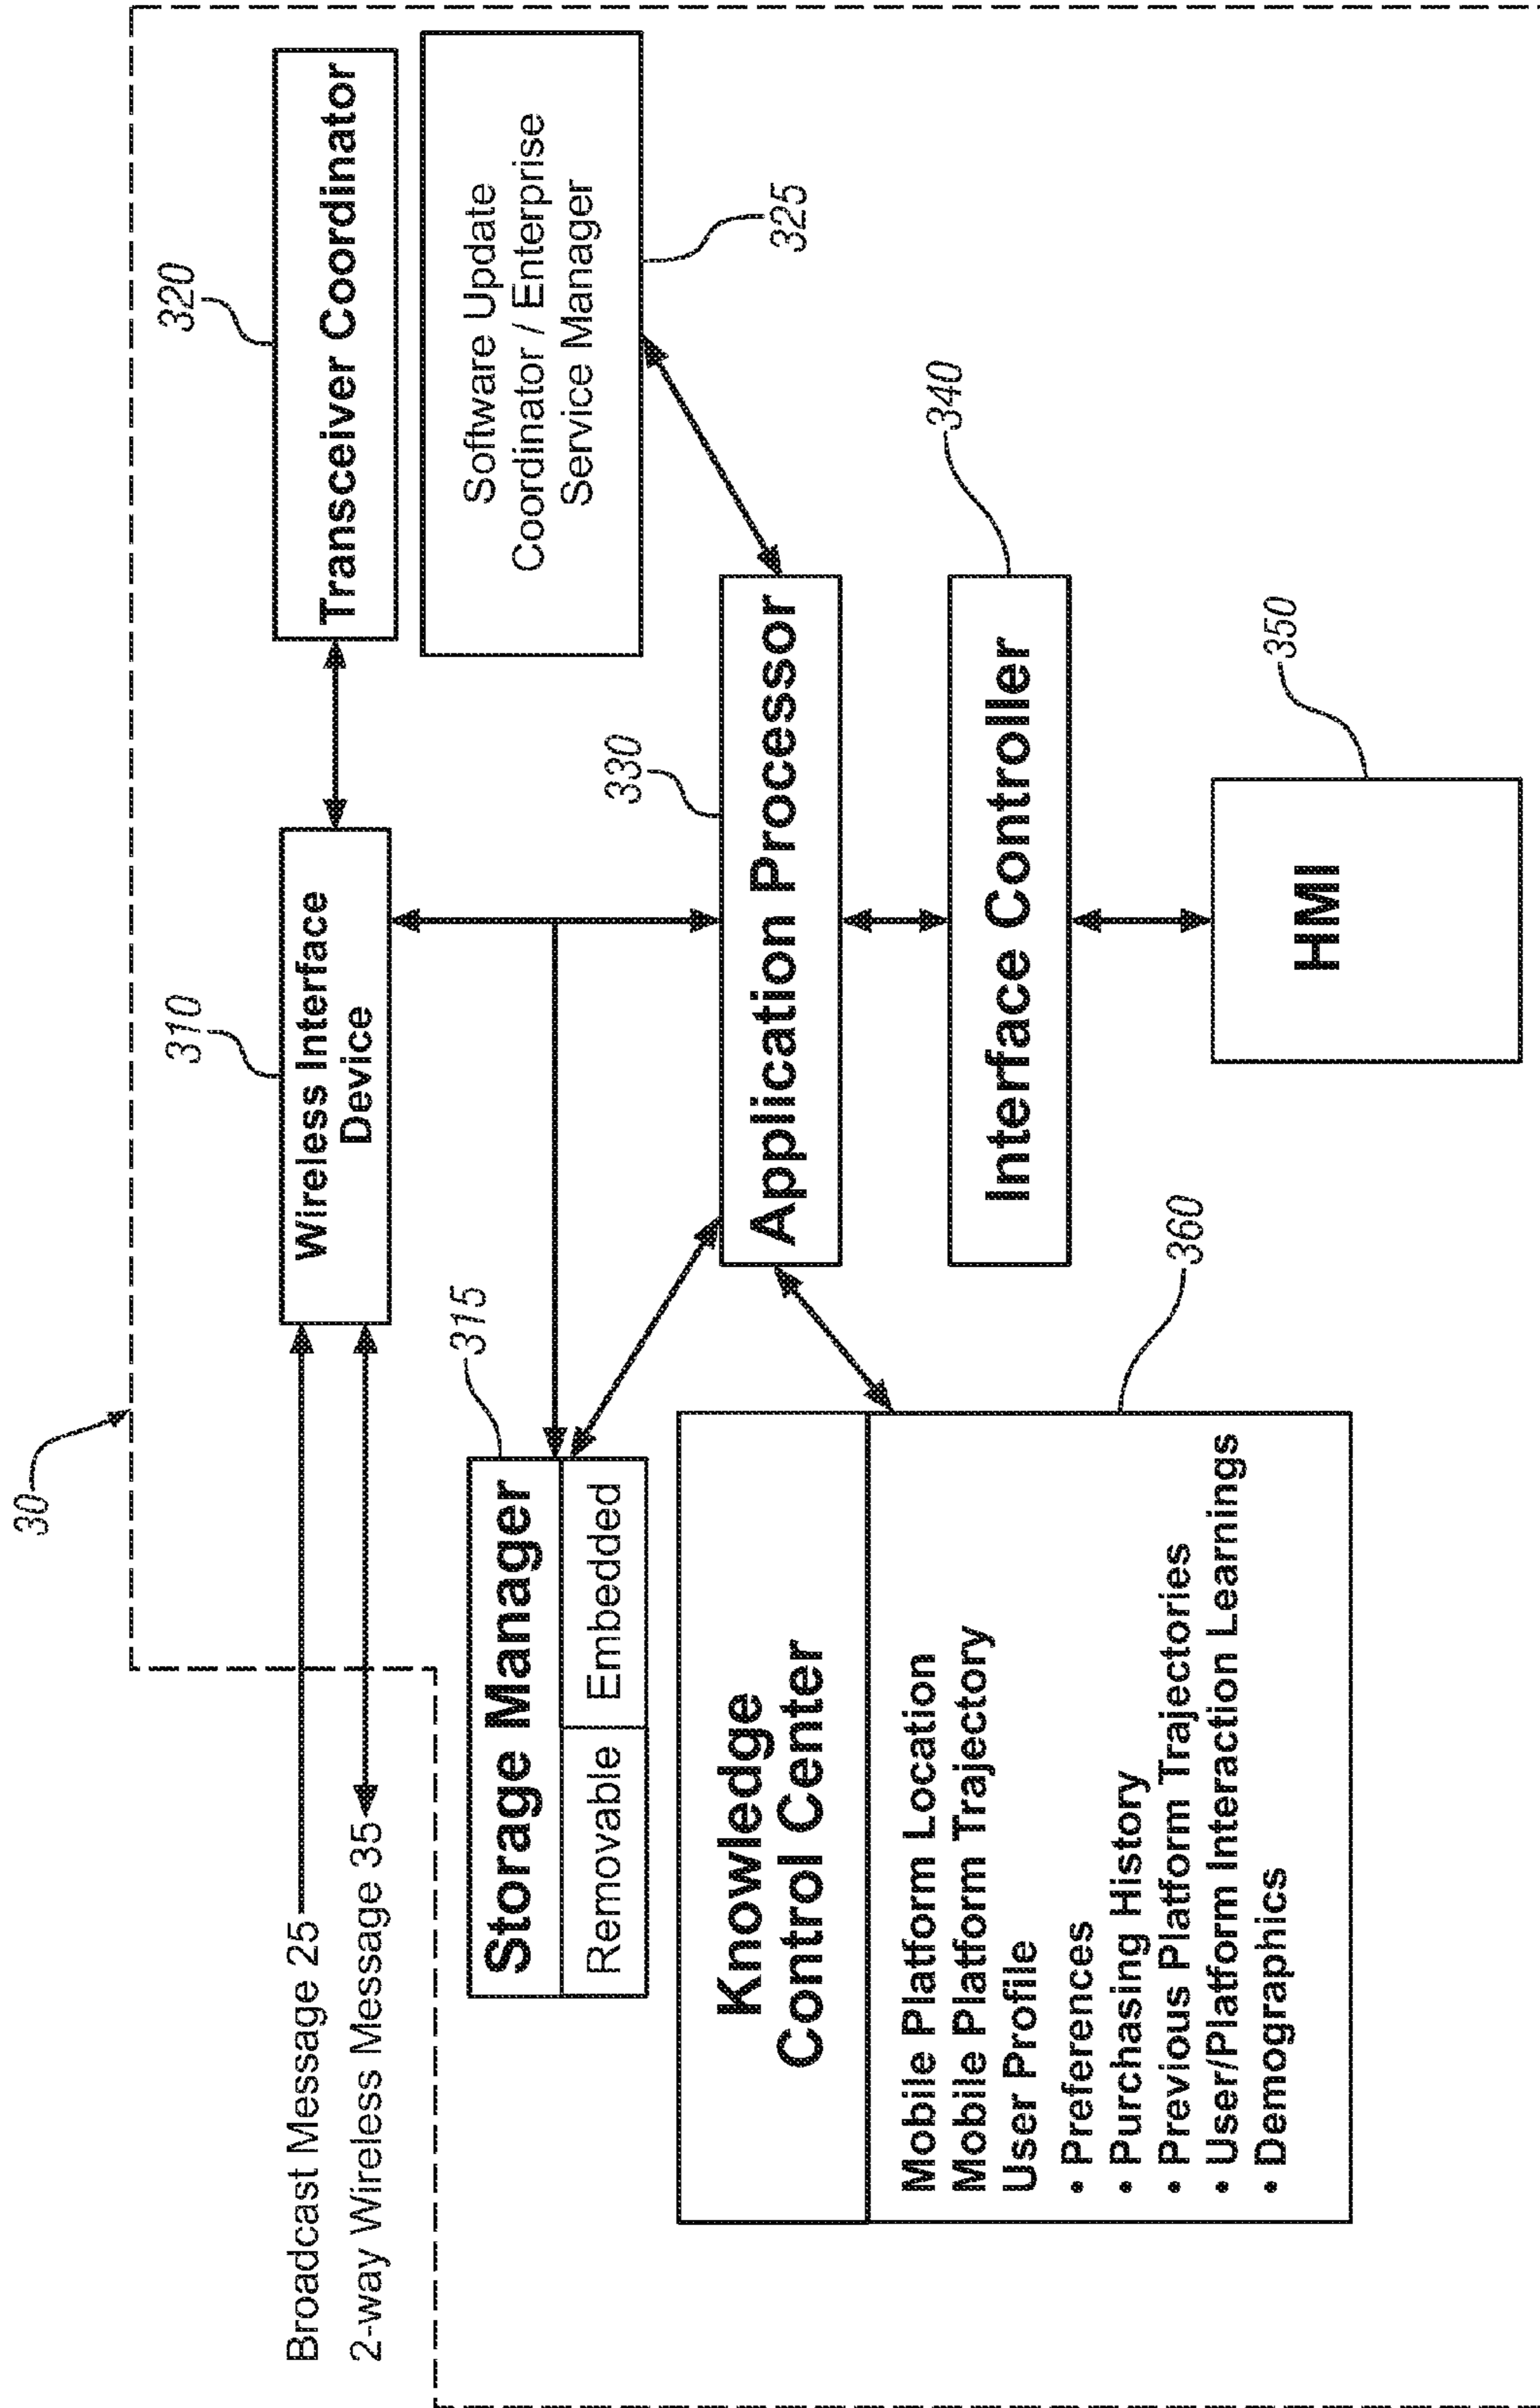 30
Broadcast Message 25
2-way Wireless Message 35
310
Wireless Interface
Device
320
Transceiver Coordinator
315
Storage Manager
Removable
Embedded
Software Update
Coordinator / Enterprise
Service Manager
325
330
Application Processor
Knowledge
Control Center
Mobile Platform Location
Mobile Platform Trajectory
User Profile
• Preferences
• Purchasing History
• Previous Platform Trajectories
• User/Platform Interaction Learnings
• Demographics
360
340
Interface Controller
350
HMI